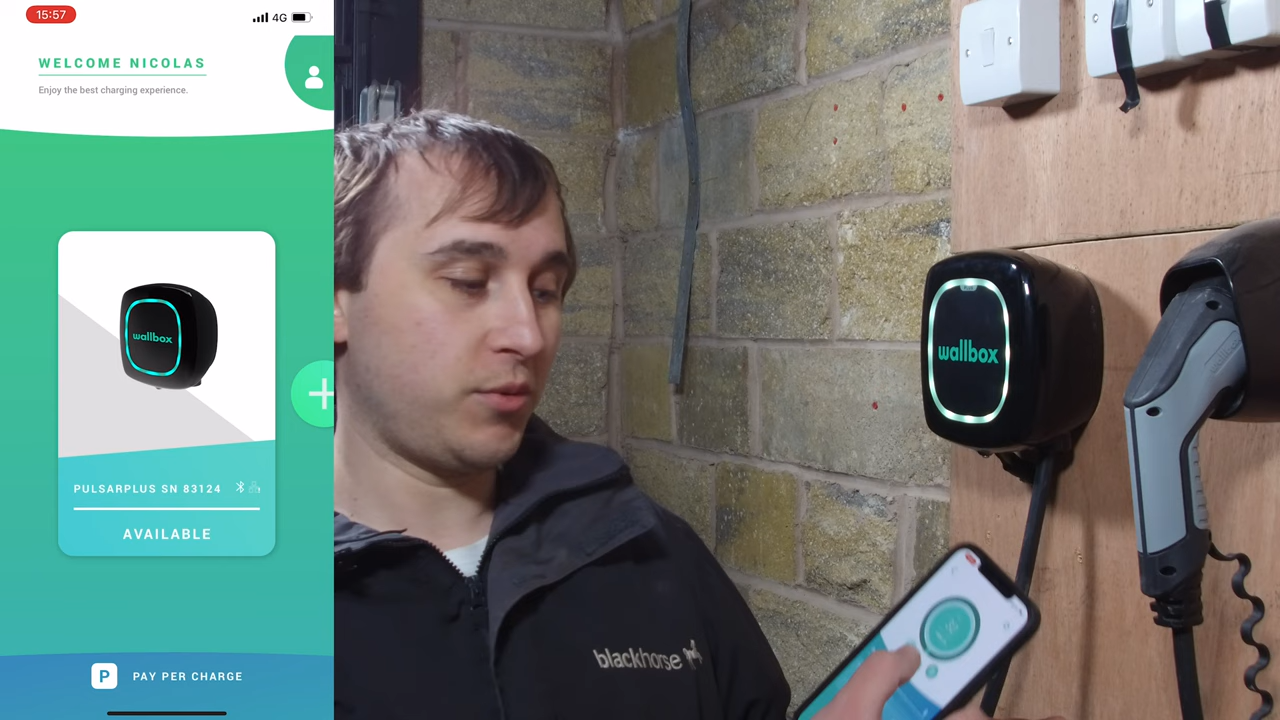 15:57
4G
WELCOME NICOLAS
Enjoy the best charging experience.
wallbox
PULSARPLUS SN 83124
AVAILABLE
P PAY PER CHARGE
wallbox
blackhorse